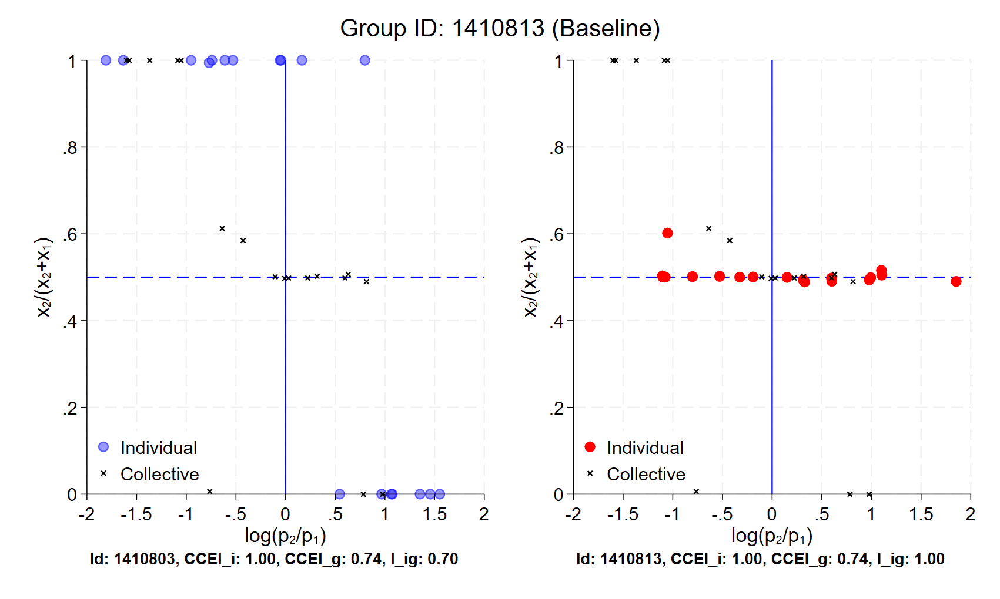 Group ID: 1410813 (Baseline)
x₂/(x₂+x₁)
1
.8
.6
.4
.2
0
Individual
Collective
-2 -1.5 -1 -.5 0 .5 1 1.5 2
log(p₂/p₁)
Id: 1410803, CCEI_i: 1.00, CCEI_g: 0.74, I_ig: 0.70
x₂/(x₂+x₁)
1
.8
.6
.4
.2
0
Individual
Collective
-2 -1.5 -1 -.5 0 .5 1 1.5 2
log(p₂/p₁)
Id: 1410813, CCEI_i: 1.00, CCEI_g: 0.74, I_ig: 1.00